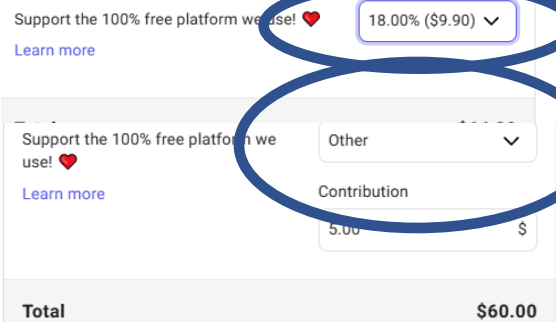 Support the 100% free platform we use! ❤️ 18.00% ($9.90)
Learn more
Support the 100% free platform we Other
use! ❤️
Learn more Contribution
5.00 $
Total $60.00